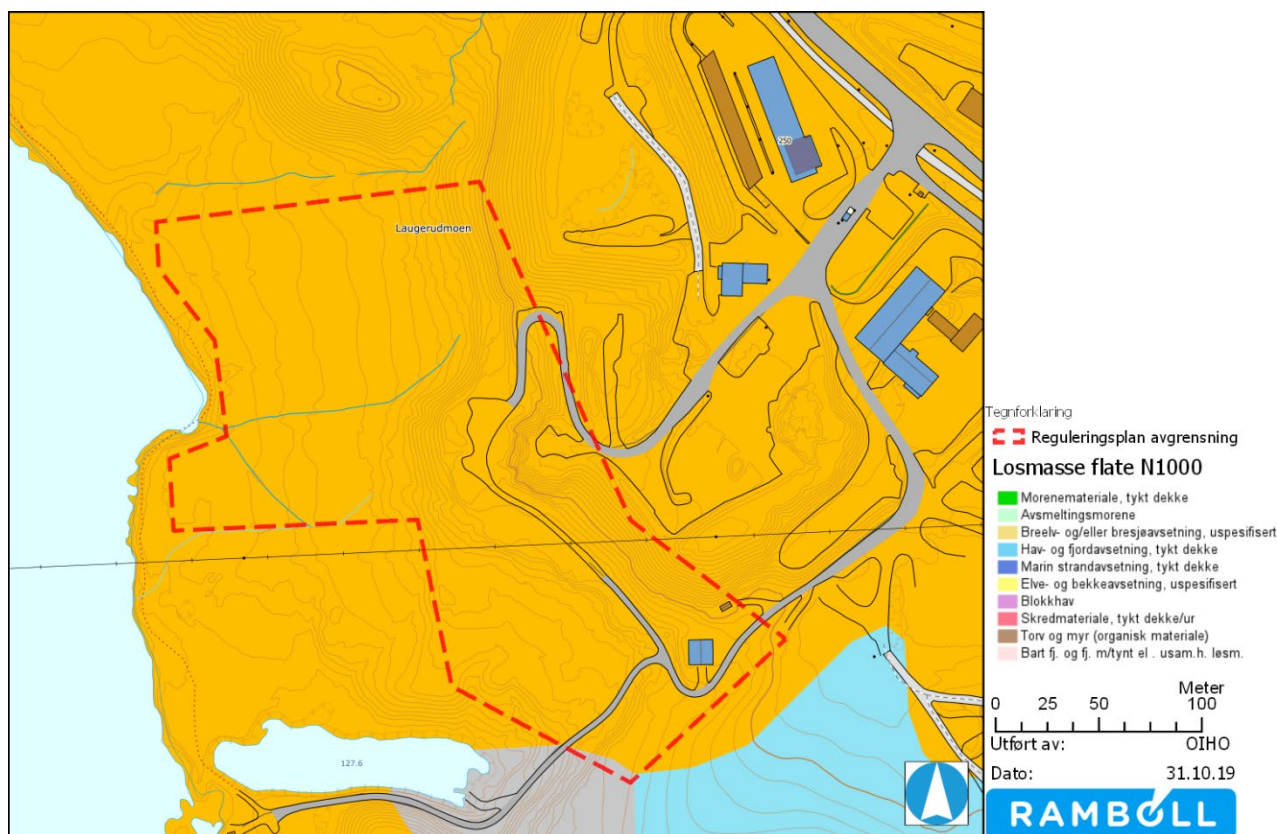 250
Laugerudmoen
127.6
Tegnforklaring
Reguleringsplan avgrensning
Losmasse flate N1000
Morenemateriale, tykt dekke
Avsmeltingsmorene
Breelv- og/eller bresjøavsetning, uspesifisert
Hav- og fjordavsetning, tykt dekke
Marin strandavsetning, tykt dekke
Elve- og bekkeavsetning, uspesifisert
Blokkhav
Skredmateriale, tykt dekke/ur
Torv og myr (organisk materiale)
Bart fj. og fj. m/tynt el . usam.h. løsm.
Meter
0 25 50 100
Utført av: OIHO
Dato: 31.10.19
RAMBOLL